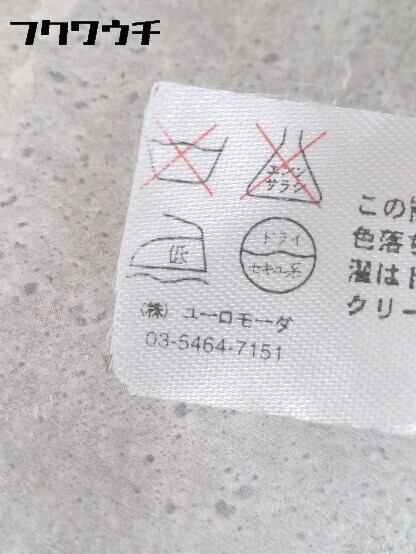 フクワウチ
エンソ
サラシ
低
ドライ
セキユ系
この
色落
濯は
クリー
(株) ユーロモーダ
03-5464-7151